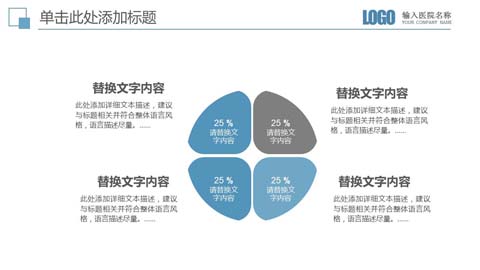 单击此处添加标题
LOGO
输入医院名称
YOUR COMPANY NAME
替换文字内容
此处添加详细文本描述，建议
与标题相关并符合整体语言风
格，语言描述尽量。......
25 %
请替换文
字内容
25 %
请替换文
字内容
替换文字内容
此处添加详细文本描述，建议
与标题相关并符合整体语言风
格，语言描述尽量。......
替换文字内容
此处添加详细文本描述，建议
与标题相关并符合整体语言风
格，语言描述尽量。......
25 %
请替换文
字内容
25 %
请替换文
字内容
替换文字内容
此处添加详细文本描述，建议
与标题相关并符合整体语言风
格，语言描述尽量。......